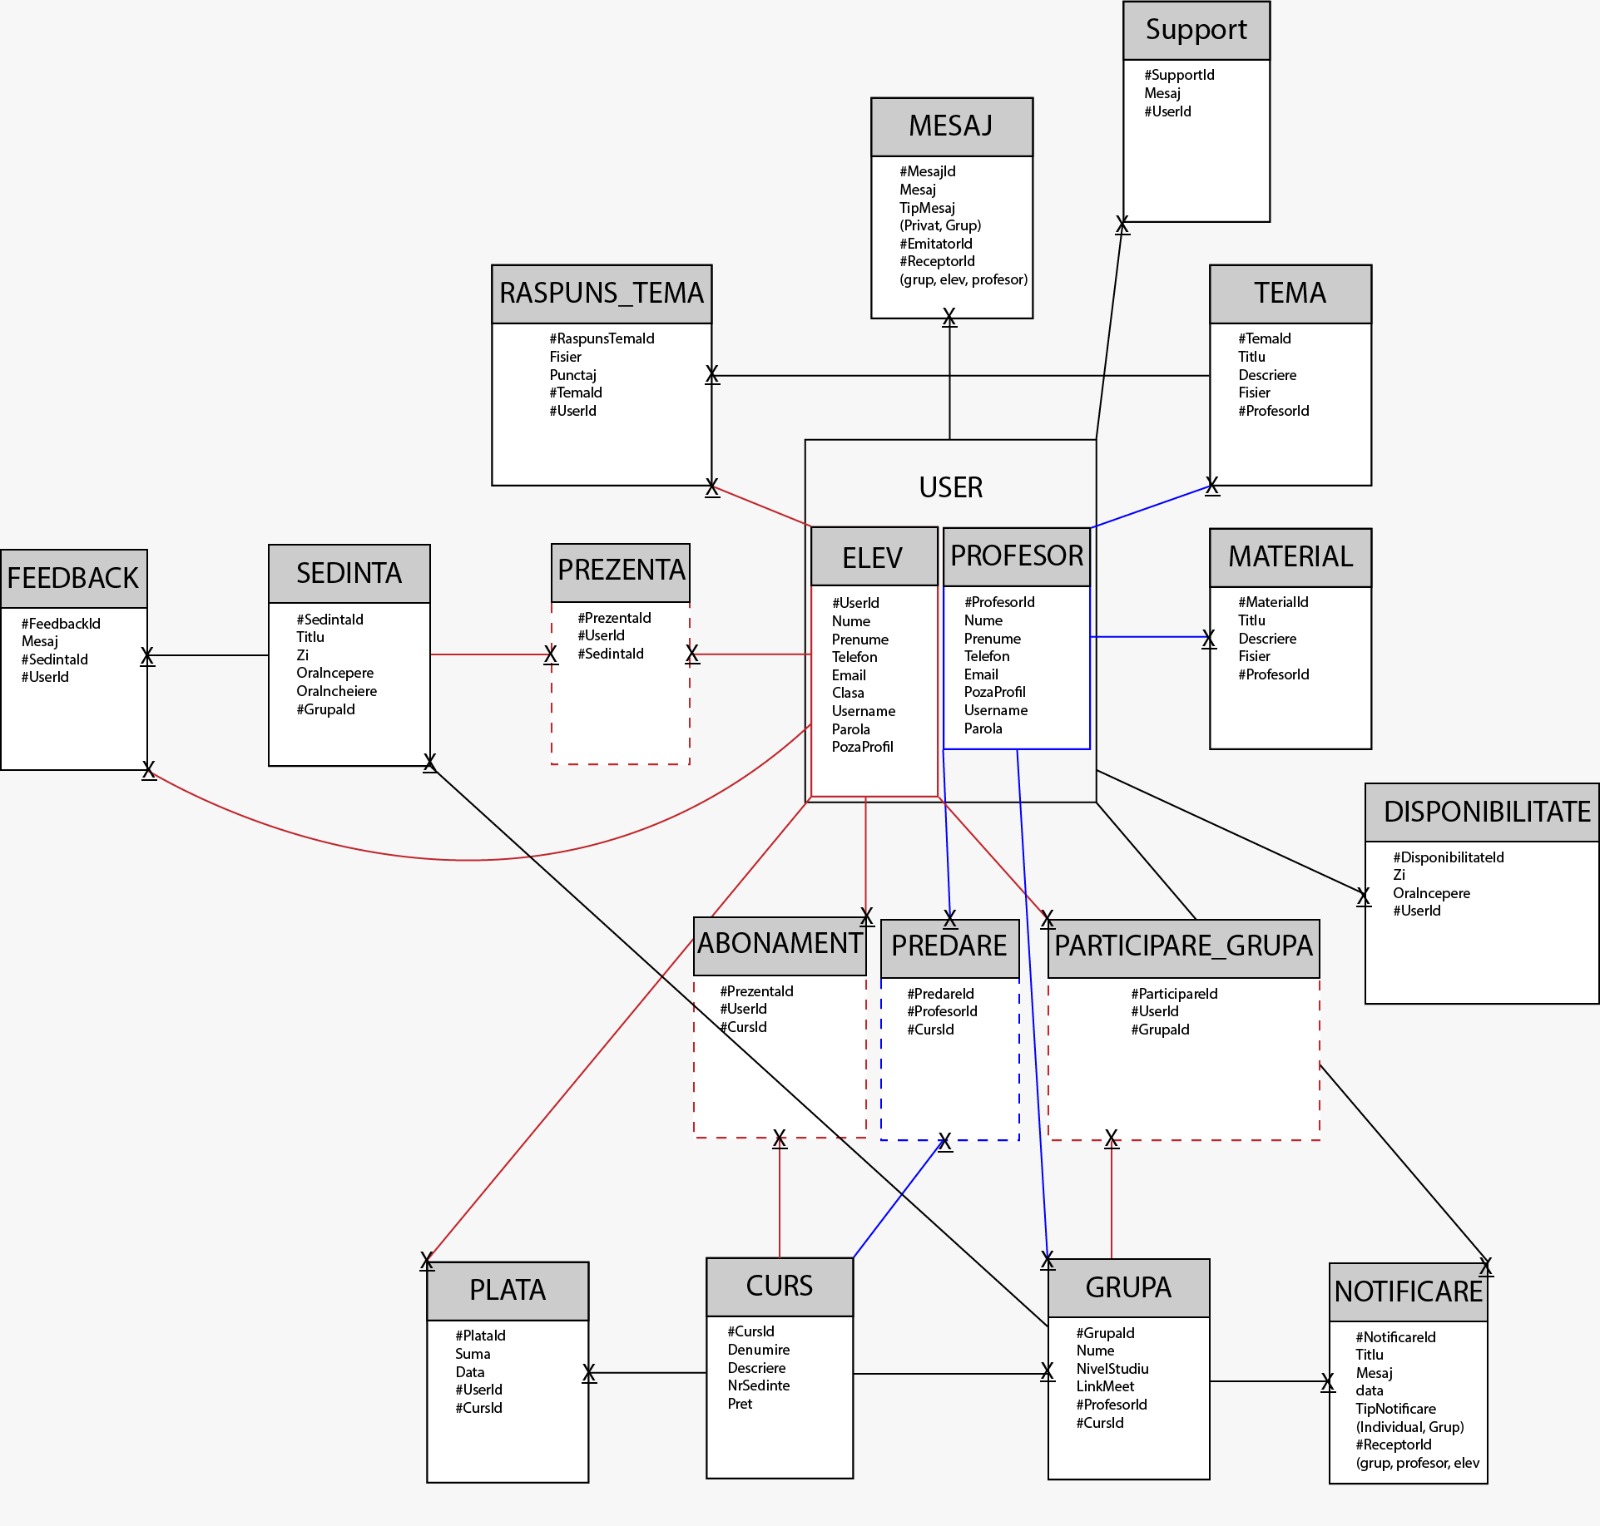 Support
#SupportId
Mesaj
#UserId
MESAJ
#MesajId
Mesaj
TipMesaj
(Privat, Grup)
#EmitatorId
#ReceptorId
(grup, elev, profesor)
RASPUNS_TEMA
#RaspunsTemaId
Fisier
Punctaj
#TemaId
#UserId
TEMA
#TemaId
Titlu
Descriere
Fisier
#ProfesorId
USER
ELEV
#UserId
Nume
Prenume
Telefon
Email
Clasa
Username
Parola
PozaProfil
PROFESOR
#ProfesorId
Nume
Prenume
Telefon
Email
PozaProfil
Username
Parola
FEEDBACK
#FeedbackId
Mesaj
#SedintaId
#UserId
SEDINTA
#SedintaId
Titlu
Zi
OraIncepere
OraIncheiere
#GrupaId
PREZENTA
#PrezentaId
#UserId
#SedintaId
MATERIAL
#MaterialId
Titlu
Descriere
Fisier
#ProfesorId
DISPONIBILITATE
#DisponibilitateId
Zi
OraIncepere
#UserId
ABONAMENT
#PrezentaId
#UserId
#CursId
PREDARE
#PredareId
#ProfesorId
#CursId
PARTICIPARE_GRUPA
#ParticipareId
#UserId
#GrupaId
PLATA
#PlataId
Suma
Data
#UserId
#CursId
CURS
#CursId
Denumire
Descriere
NrSedinte
Pret
GRUPA
#GrupaId
Nume
NivelStudiu
LinkMeet
#ProfesorId
#CursId
NOTIFICARE
#NotificareId
Titlu
Mesaj
data
TipNotificare
(Individual, Grup)
#ReceptorId
(grup, profesor, elev